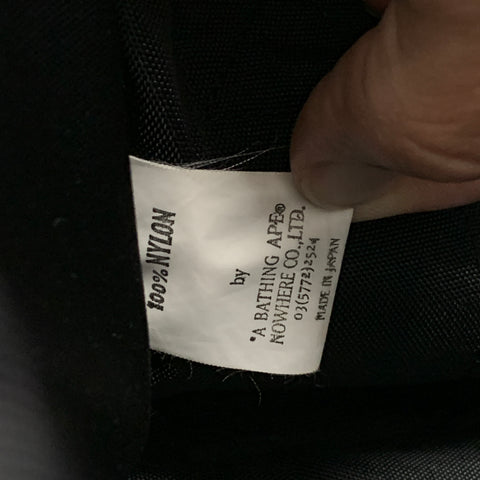 100% NYLON
by
"A BATHING APE®
NOWHERE CO.,LTD.
03(5772)2524
MADE IN JAPAN